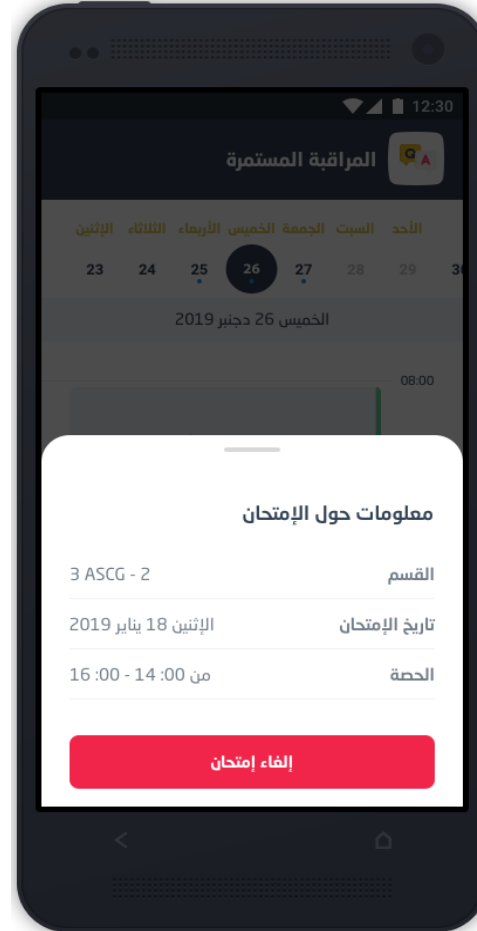 12:30
المراقبة المستمرة
Q A
الأحد السبت الجمعة الخميس الأربعاء الثلاثاء الإثنين
23 24 25 26 27 28 29 30
الخميس 26 دجنبر 2019
08:00
معلومات حول الإمتحان
القسم 3 ASCG - 2
تاريخ الإمتحان الإثنين 18 يناير 2019
الحصة من 00: 14 - 00: 16
إلغاء إمتحان